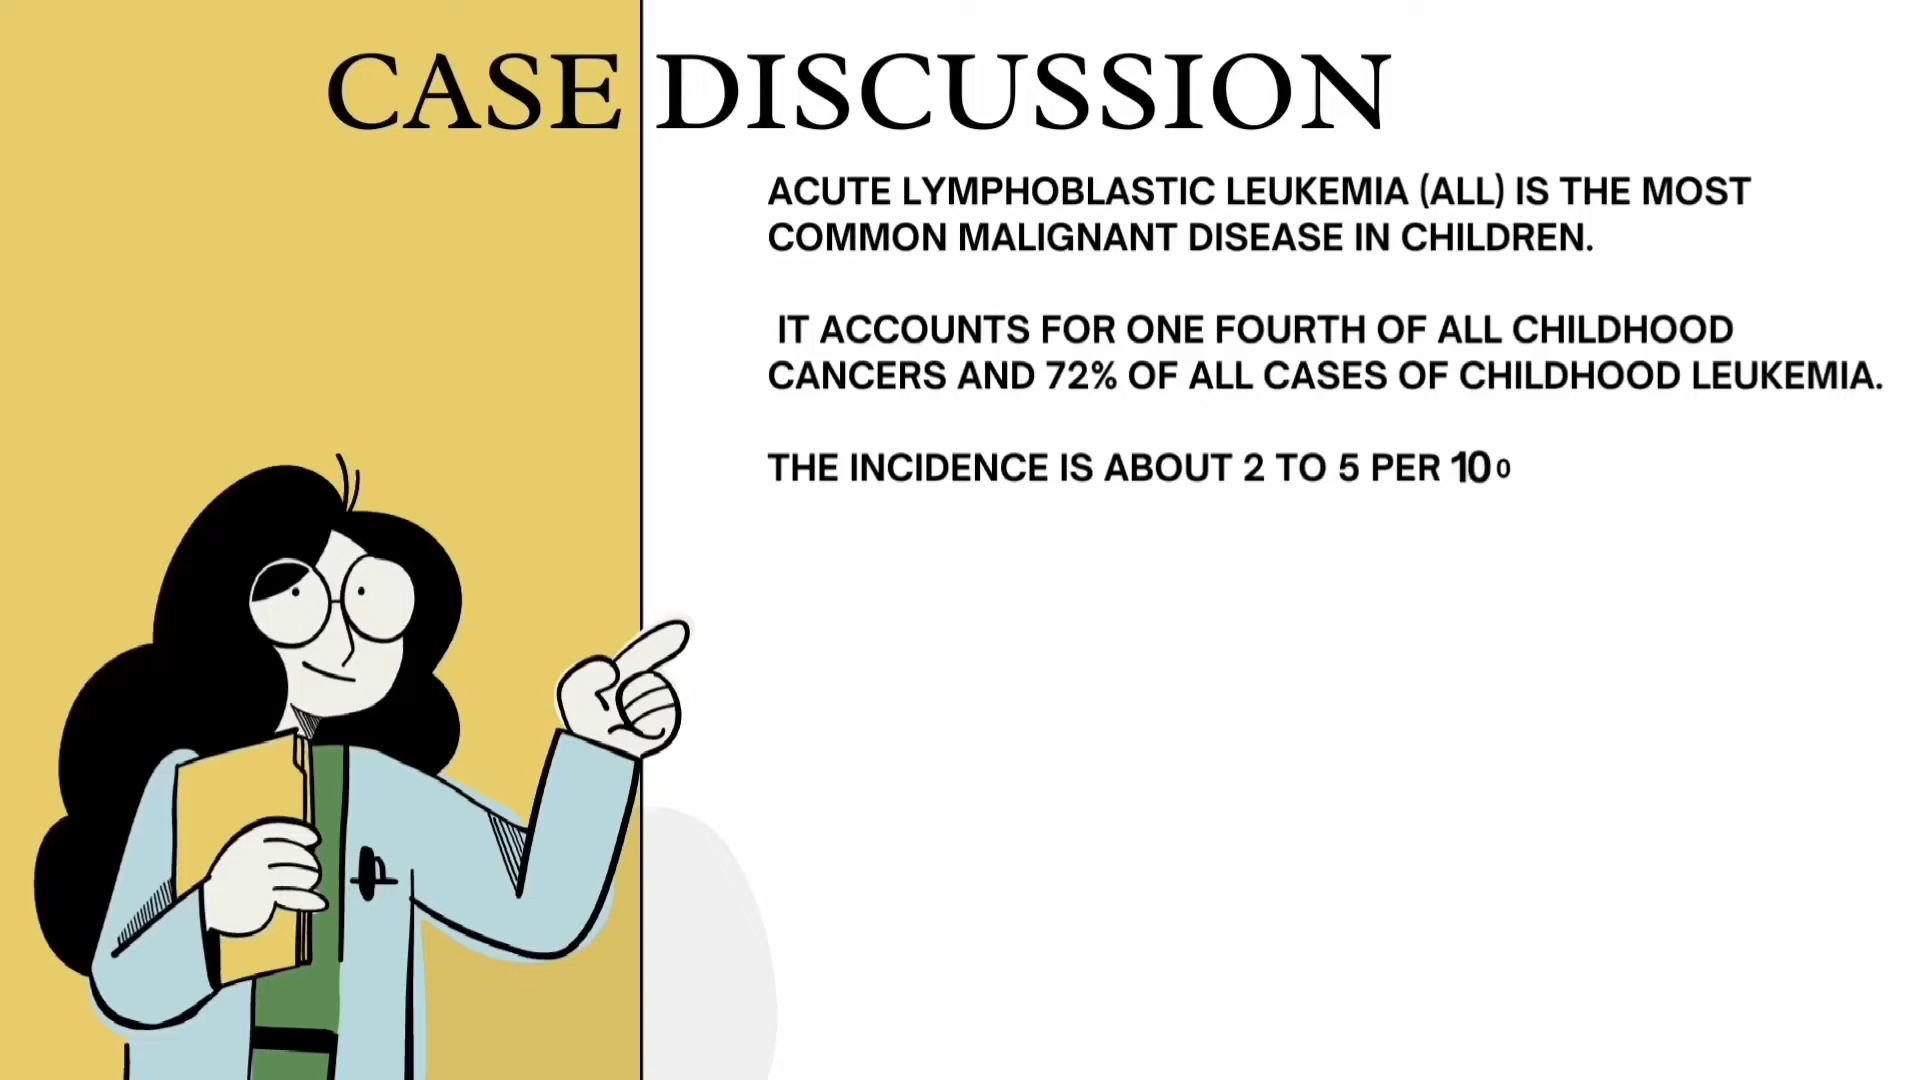 CASE DISCUSSION
ACUTE LYMPHOBLASTIC LEUKEMIA (ALL) IS THE MOST
COMMON MALIGNANT DISEASE IN CHILDREN.
IT ACCOUNTS FOR ONE FOURTH OF ALL CHILDHOOD
CANCERS AND 72% OF ALL CASES OF CHILDHOOD LEUKEMIA.
THE INCIDENCE IS ABOUT 2 TO 5 PER 100